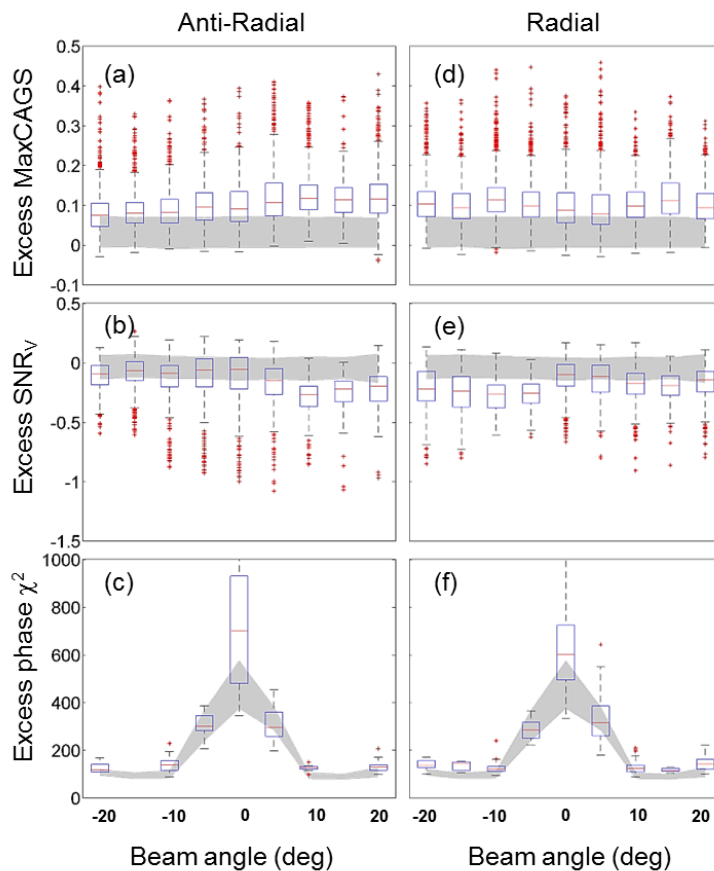 Anti-Radial
Radial
Excess MaxCAGS
0.5
0.4
0.3
0.2
0.1
0
-0.1
(a)
(d)
Excess SNRV
0.5
0
-0.5
-1
-1.5
(b)
(e)
Excess phase χ²
1000
800
600
400
200
0
(c)
(f)
-20 -10 0 10 20
-20 -10 0 10 20
Beam angle (deg)
Beam angle (deg)